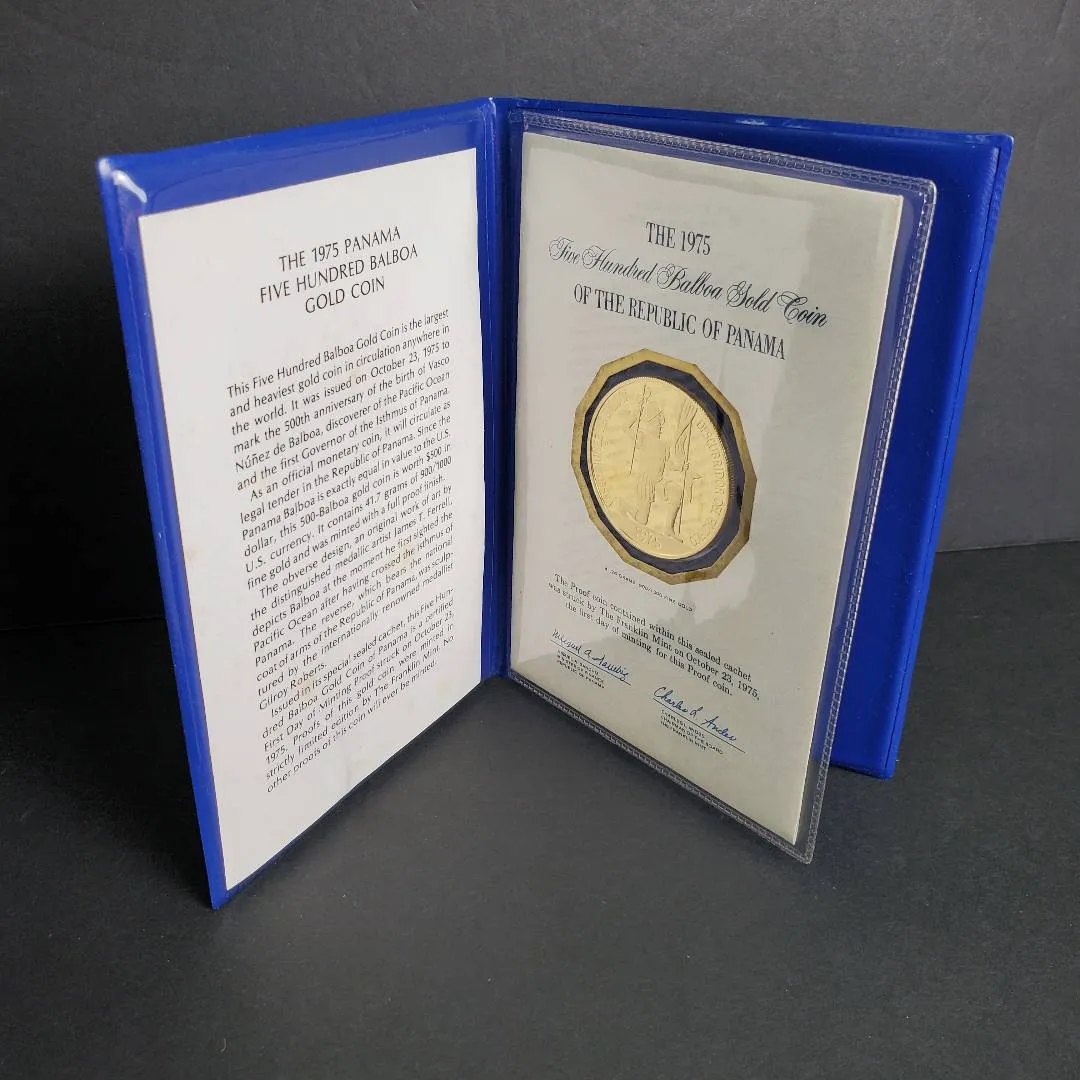 THE 1975 PANAMA
FIVE HUNDRED BALBOA
GOLD COIN
This Five Hundred Balboa Gold Coin is the largest
and heaviest gold coin in circulation anywhere in
the world. It was issued on October 23, 1975 to
mark the 500th anniversary of the birth of Vasco
Núñez de Balboa, discoverer of the Pacific Ocean
and the first Governor of the Isthmus of Panama.
As an official monetary coin, it will circulate as
legal tender in the Republic of Panama. Since the
Panama Balboa is exactly equal in value to the U.S.
dollar, this 500-Balboa gold coin is worth $500 in
U.S. currency. It contains 41.7 grams of 900/1000
fine gold and was minted with a full proof finish.
The obverse design, an original work of art by
the distinguished medallic artist James T. Ferrell,
depicts Balboa at the moment he first sighted the
Pacific Ocean after having crossed the Isthmus of
Panama. The reverse, which bears the national
coat of arms of the Republic of Panama, was sculp-
tured by the internationally renowned medallist
Gilroy Roberts.
Issued in its special sealed cachet, this Five Hun-
dred Balboa Gold Coin of Panama is a certified
First Day of Minting Proof struck on October 23,
1975. Proofs of this gold coin were minted in
strictly limited edition by The Franklin Mint. No
other proofs of this coin will ever be minted.
THE 1975
Five Hundred Balboa Gold Coin
OF THE REPUBLIC OF PANAMA
The Proof coin contained within this sealed cachet
was struck by The Franklin Mint on October 23, 1975,
the first day of minting for this Proof coin.